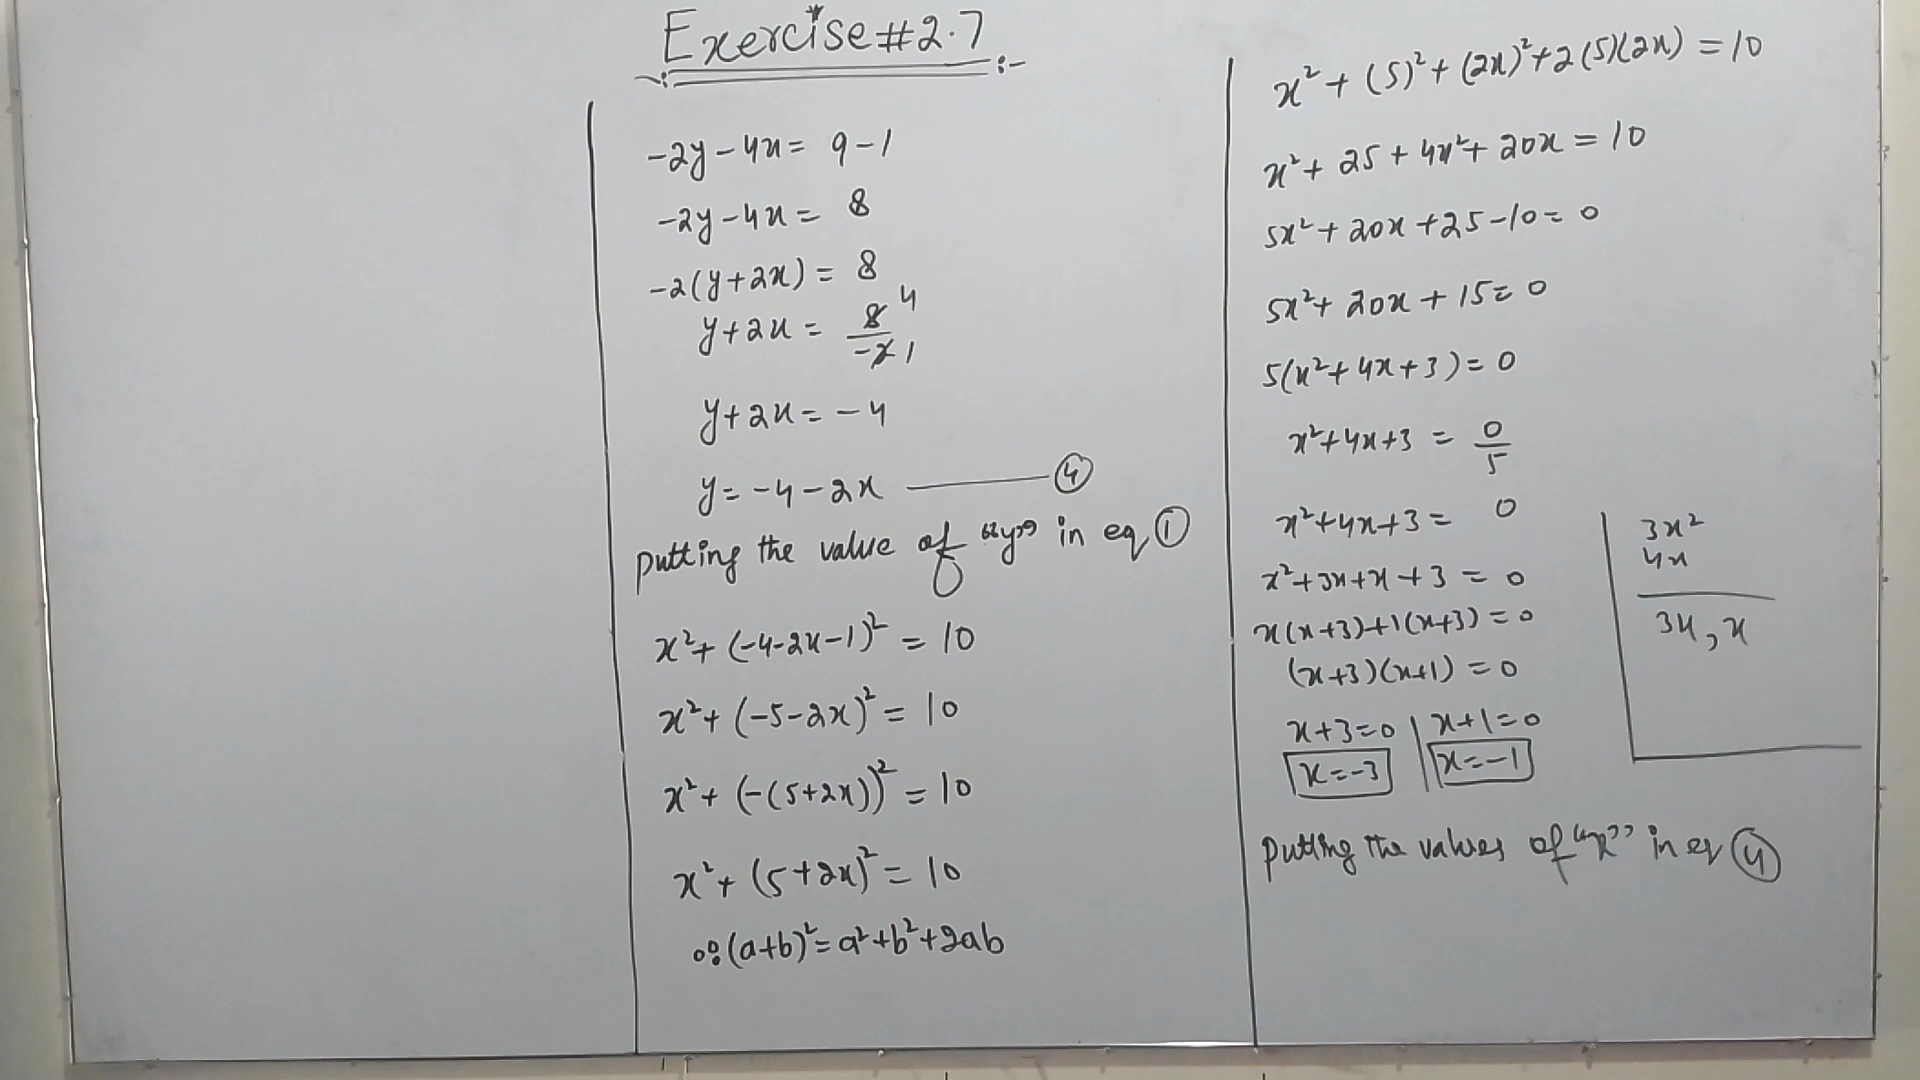 Exercise#2.7
-2y-4x= 9-1
-2y-4x= 8
-2(y+2x)= 8
y+2x= 8/-2 4 1
y+2x=-4
y=-4-2x ——— ④
putting the value of "y" in eq ①
x²+(-4-2x-1)² = 10
x²+(-5-2x)² = 10
x²+(-(5+2x))² = 10
x²+(5+2x)² = 10
∴(a+b)²=a²+b²+2ab
x²+(5)²+(2x)²+2(5)(2x) = 10
x²+25+4x²+20x = 10
5x²+20x+25-10=0
5x²+20x+15=0
5(x²+4x+3)=0
x²+4x+3 = 0/5
x²+4x+3= 0
x²+3x+x+3 = 0
x(x+3)+1(x+3)=0
(x+3)(x+1)=0
x+3=0 | x+1=0
x=-3 | x=-1
putting the values of "x" in eq ④
3x²
4x
3x,x